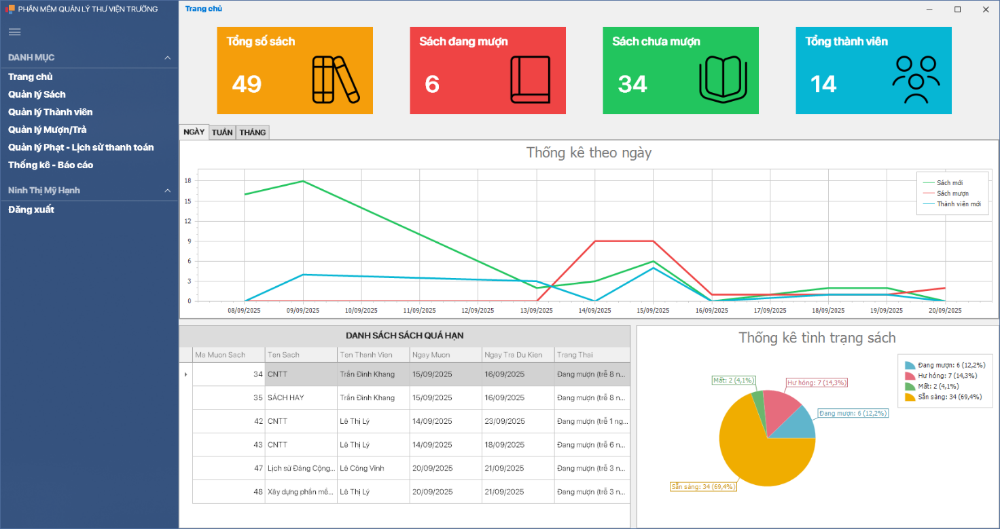 PHẦN MỀM QUẢN LÝ THƯ VIỆN TRƯỜNG
DANH MỤC
Trang chủ
Quản lý Sách
Quản lý Thành viên
Quản lý Mượn/Trả
Quản lý Phạt - Lịch sử thanh toán
Thống kê - Báo cáo
Ninh Thị Mỹ Hạnh
Đăng xuất
Trang chủ
Tổng số sách
49
Sách đang mượn
6
Sách chưa mượn
34
Tổng thành viên
14
NGÀY TUẦN THÁNG
Thống kê theo ngày
18
15
12
9
6
3
0
08/09/2025 09/09/2025 10/09/2025 11/09/2025 12/09/2025 13/09/2025 14/09/2025 15/09/2025 16/09/2025 17/09/2025 18/09/2025 19/09/2025 20/09/2025
Sách mới
Sách mượn
Thành viên mới
DANH SÁCH SÁCH QUÁ HẠN
Ma Muon Sach Ten Sach Ten Thanh Vien Ngay Muon Ngay Tra Du Kien Trang Thai
34 CNTT Trần Đình Khang 15/09/2025 16/09/2025 Đang mượn (trễ 8 n...
35 SÁCH HAY Trần Đình Khang 15/09/2025 16/09/2025 Đang mượn (trễ 8 n...
42 CNTT Lê Thị Lý 14/09/2025 23/09/2025 Đang mượn (trễ 1 ng...
43 CNTT Lê Thị Lý 14/09/2025 18/09/2025 Đang mượn (trễ 6 n...
47 Lịch sử Đảng Cộng... Lê Công Vinh 20/09/2025 21/09/2025 Đang mượn (trễ 3 n...
48 Xây dựng phần mề... Lê Thị Lý 20/09/2025 21/09/2025 Đang mượn (trễ 3 n...
Thống kê tình trạng sách
Đang mượn: 6 (12,2%)
Hư hỏng: 7 (14,3%)
Mất: 2 (4,1%)
Sẵn sàng: 34 (69,4%)
Mất: 2 (4,1%)
Hư hỏng: 7 (14,3%)
Đang mượn: 6 (12,2%)
Sẵn sàng: 34 (69,4%)